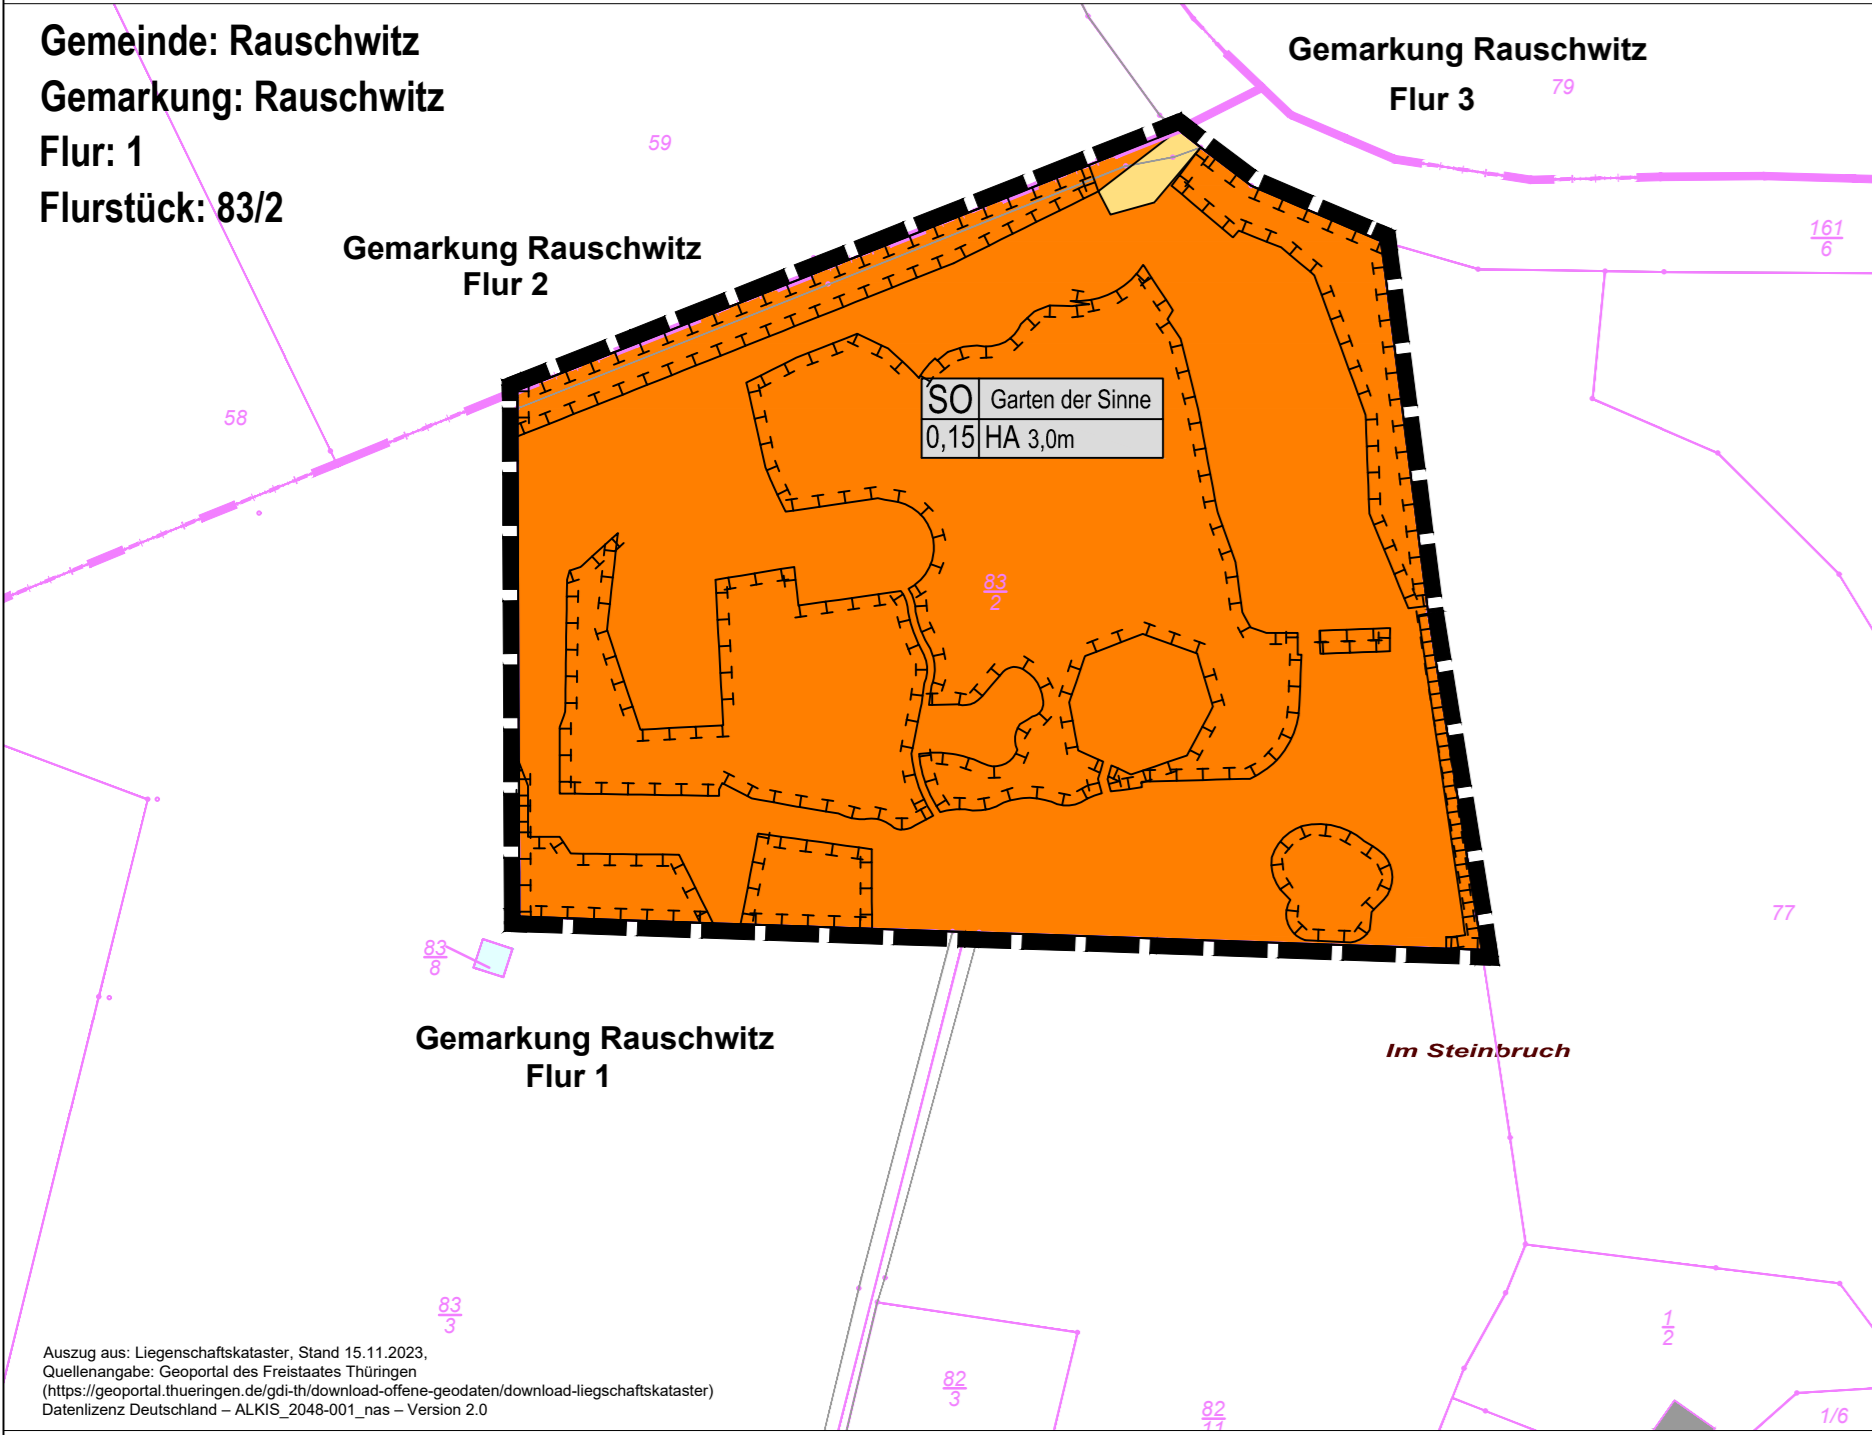 Gemeinde: Rauschwitz
Gemarkung: Rauschwitz
Flur: 1
Flurstück: 83/2
Gemarkung Rauschwitz
Flur 3
79
59
161
6
Gemarkung Rauschwitz
Flur 2
58
SO Garten der Sinne
0,15 HA 3,0m
83
2
77
83
8
Gemarkung Rauschwitz
Flur 1
Im Steinbruch
83
3
1
2
82
3
82
11
1/6
Auszug aus: Liegenschaftskataster, Stand 15.11.2023,
Quellenangabe: Geoportal des Freistaates Thüringen
(https://geoportal.thueringen.de/gdi-th/download-offene-geodaten/download-liegschaftskataster)
Datenlizenz Deutschland – ALKIS_2048-001_nas – Version 2.0